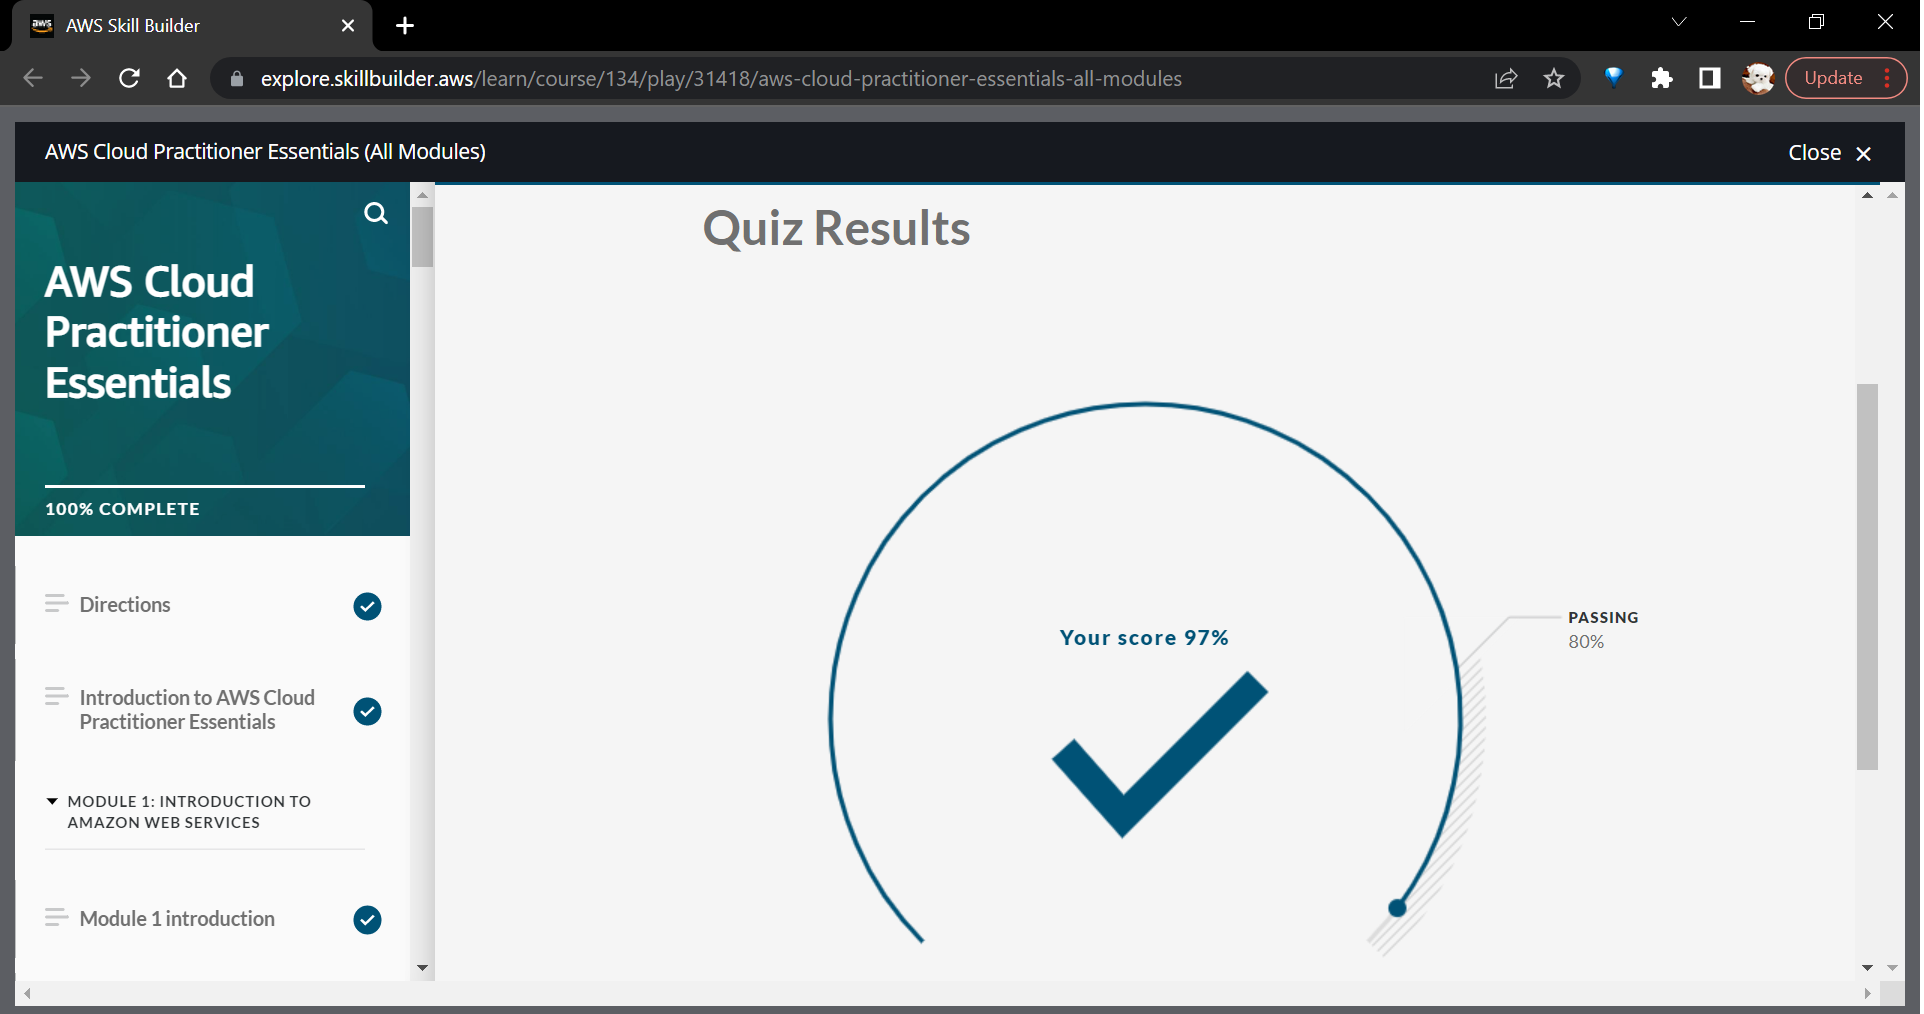 aws
AWS Skill Builder
explore.skillbuilder.aws/learn/course/134/play/31418/aws-cloud-practitioner-essentials-all-modules
Update
AWS Cloud Practitioner Essentials (All Modules)
Close
AWS Cloud
Practitioner
Essentials
100% COMPLETE
Directions
Introduction to AWS Cloud
Practitioner Essentials
MODULE 1: INTRODUCTION TO
AMAZON WEB SERVICES
Module 1 introduction
Quiz Results
Your score 97%
PASSING
80%